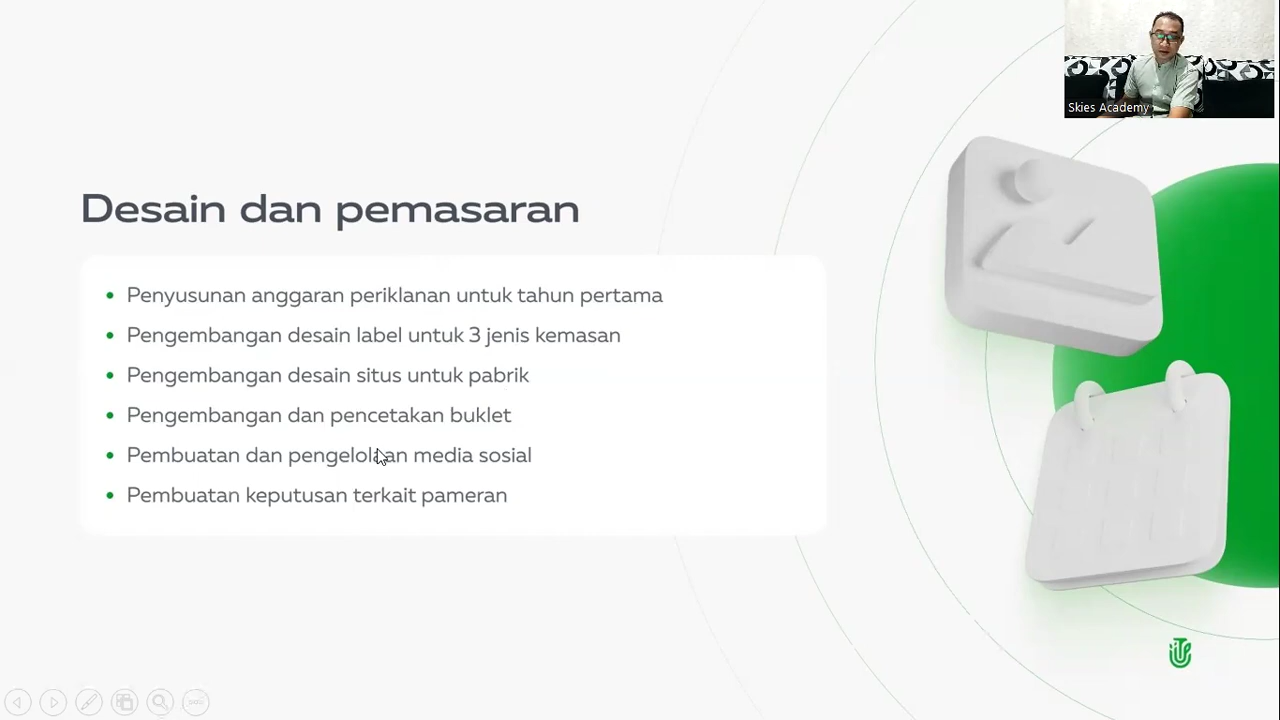 Skies Academy
Desain dan pemasaran
Penyusunan anggaran periklanan untuk tahun pertama
Pengembangan desain label untuk 3 jenis kemasan
Pengembangan desain situs untuk pabrik
Pengembangan dan pencetakan buklet
Pembuatan dan pengelolaan media sosial
Pembuatan keputusan terkait pameran